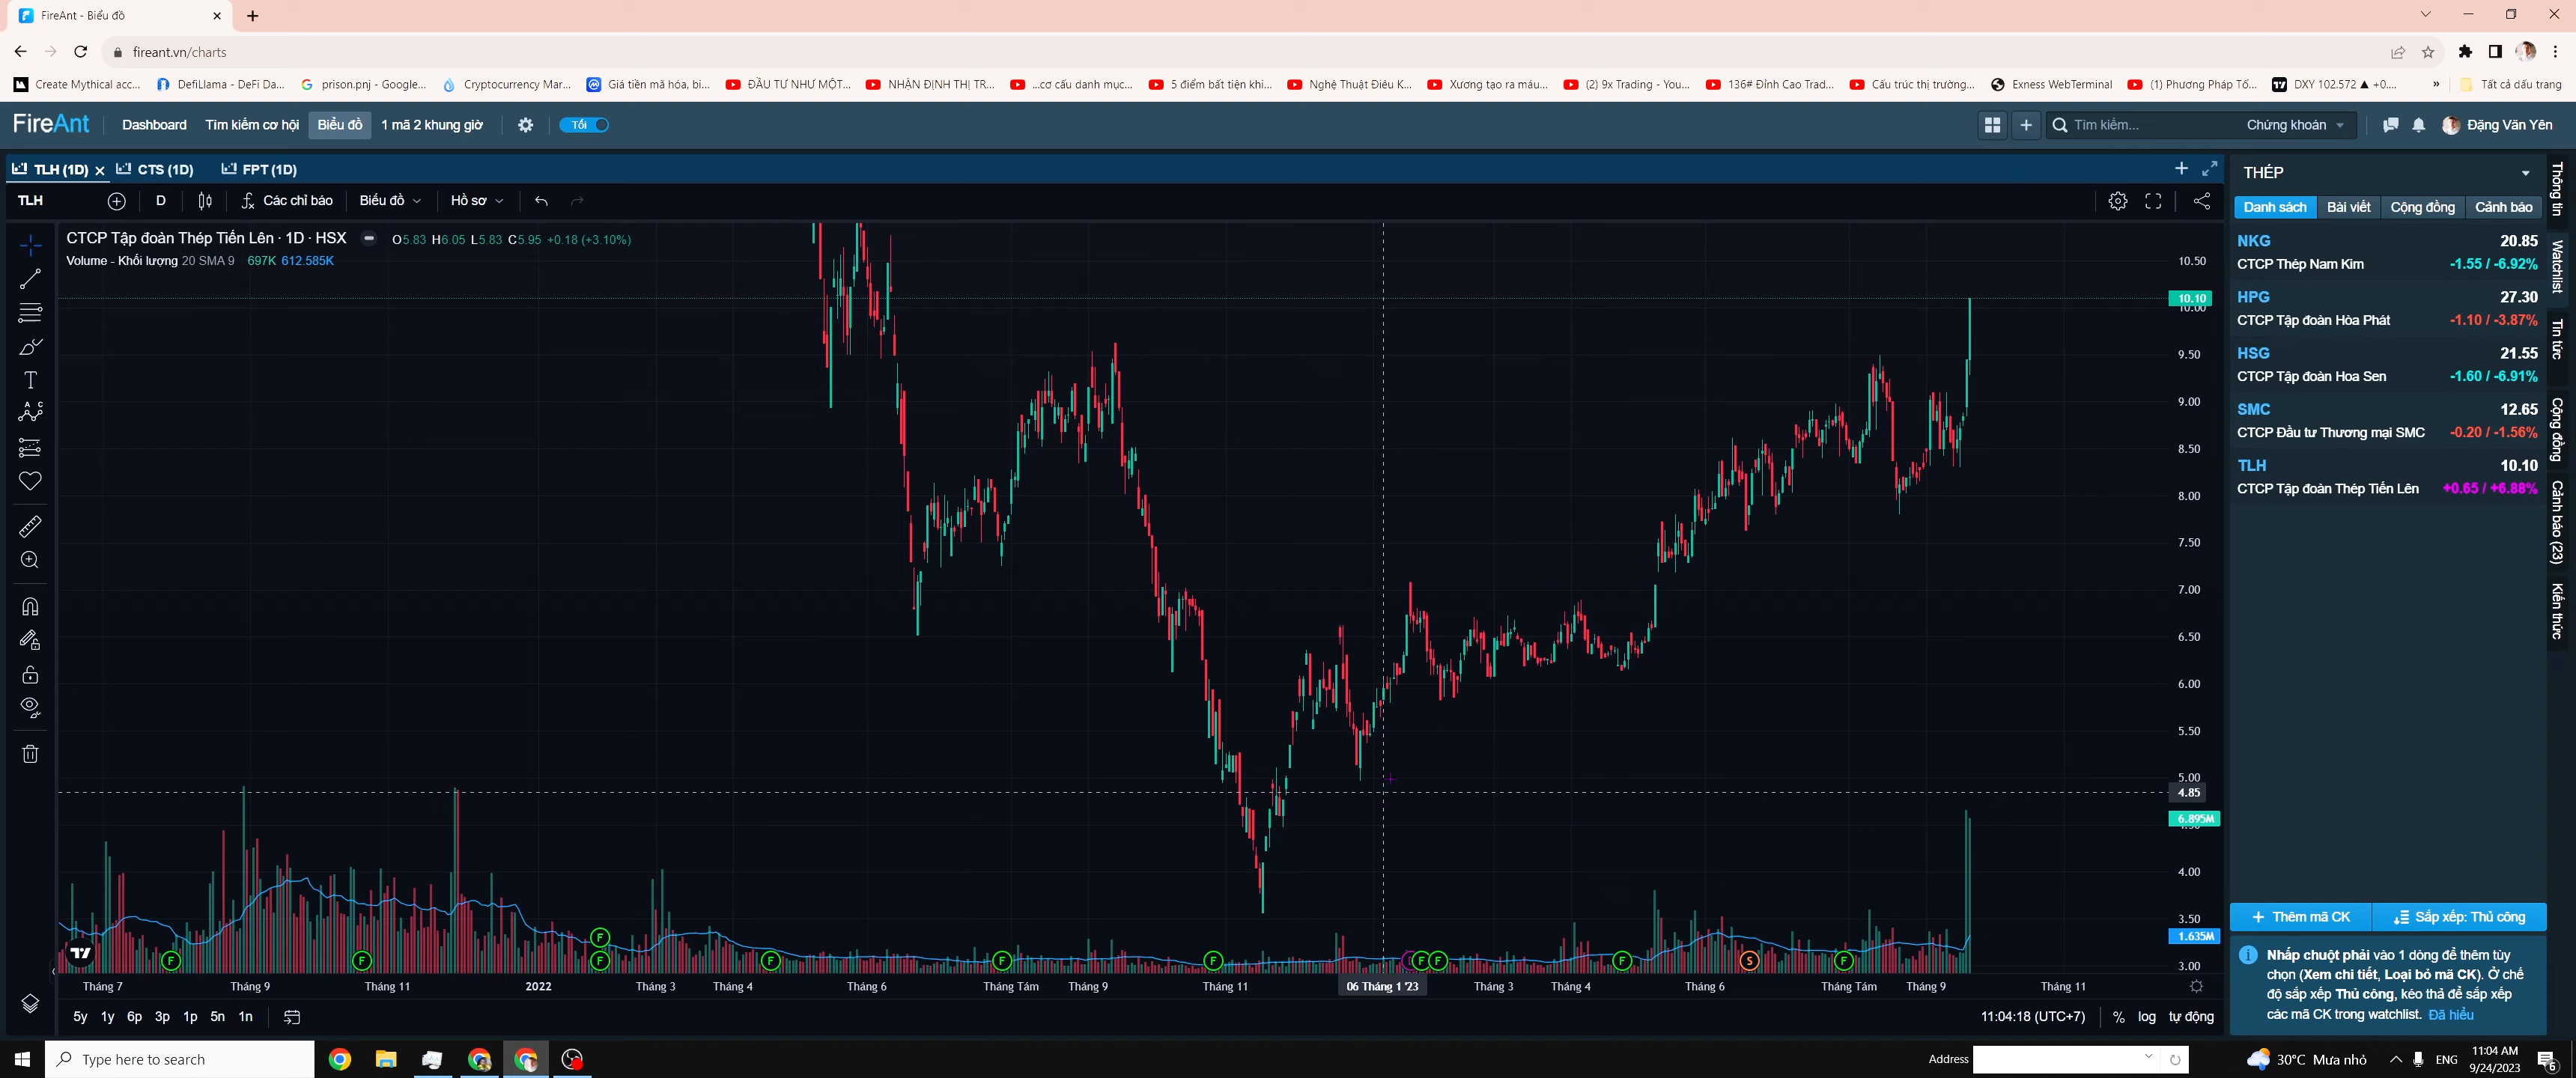 FireAnt - Biểu đồ
fireant.vn/charts
Create Mythical acc...
DefiLlama - DeFi Da...
prison.pnj - Google...
Cryptocurrency Mar...
Giá tiền mã hóa, bi...
ĐẦU TƯ NHƯ MỘT...
NHẬN ĐỊNH THỊ TR...
...cơ cấu danh mục...
5 điểm bất tiện khi...
Nghệ Thuật Điêu K...
Xương tạo ra máu...
(2) 9x Trading - You...
136# Đỉnh Cao Trad...
Cấu trúc thị trường...
Exness WebTerminal
(1) Phương Pháp Tố...
DXY 102.572 ▲ +0....
»
Tất cả dấu trang
FireAnt
Dashboard
Tìm kiếm cơ hội
Biểu đồ
1 mã 2 khung giờ
Tối
Tìm kiếm...
Chứng khoán
Đặng Văn Yên
TLH (1D)
CTS (1D)
FPT (1D)
TLH
D
Các chỉ báo
Biểu đồ
Hồ sơ
CTCP Tập đoàn Thép Tiến Lên · 1D · HSX
O5.83 H6.05 L5.83 C5.95 +0.18 (+3.10%)
Volume - Khối lượng 20 SMA 9 697K 612.585K
10.50
10.10
10.00
9.50
9.00
8.50
8.00
7.50
7.00
6.50
6.00
5.50
5.00
4.85
6.895M
4.00
3.50
1.635M
3.00
F
F
F
F
F
F
F
F
F
F
S
F
Tháng 7
Tháng 9
Tháng 11
2022
Tháng 3
Tháng 4
Tháng 6
Tháng Tám
Tháng 9
Tháng 11
06 Tháng 1 '23
Tháng 3
Tháng 4
Tháng 6
Tháng Tám
Tháng 9
Tháng 11
5y 1y 6p 3p 1p 5n 1n
11:04:18 (UTC+7)
%
log
tự động
THÉP
Danh sách
Bài viết
Cộng đồng
Cảnh báo
NKG 20.85
CTCP Thép Nam Kim -1.55 / -6.92%
HPG 27.30
CTCP Tập đoàn Hòa Phát -1.10 / -3.87%
HSG 21.55
CTCP Tập đoàn Hoa Sen -1.60 / -6.91%
SMC 12.65
CTCP Đầu tư Thương mại SMC -0.20 / -1.56%
TLH 10.10
CTCP Tập đoàn Thép Tiến Lên +0.65 / +6.88%
Thêm mã CK
Sắp xếp: Thủ công
Nhấp chuột phải vào 1 dòng để thêm tùy
chọn (Xem chi tiết, Loại bỏ mã CK). Ở chế
độ sắp xếp Thủ công, kéo thả để sắp xếp
các mã CK trong watchlist. Đã hiểu
Thông tin
Watchlist
Tin tức
Cộng đồng
Cảnh báo (23)
Kiến thức
Type here to search
Address
30°C Mưa nhỏ
ENG
11:04 AM
9/24/2023
6